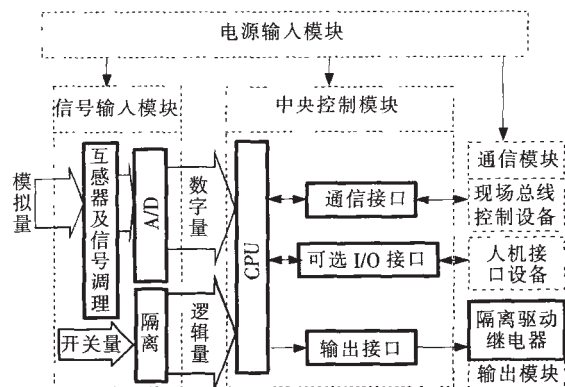 电源输入模块
信号输入模块
中央控制模块
模拟量
互感器及信号调理
A/D
数字量
开关量
隔离
逻辑量
CPU
通信接口
可选 I/O 接口
输出接口
通信模块
现场总线
控制设备
人机接
口设备
隔离驱动
继电器
输出模块